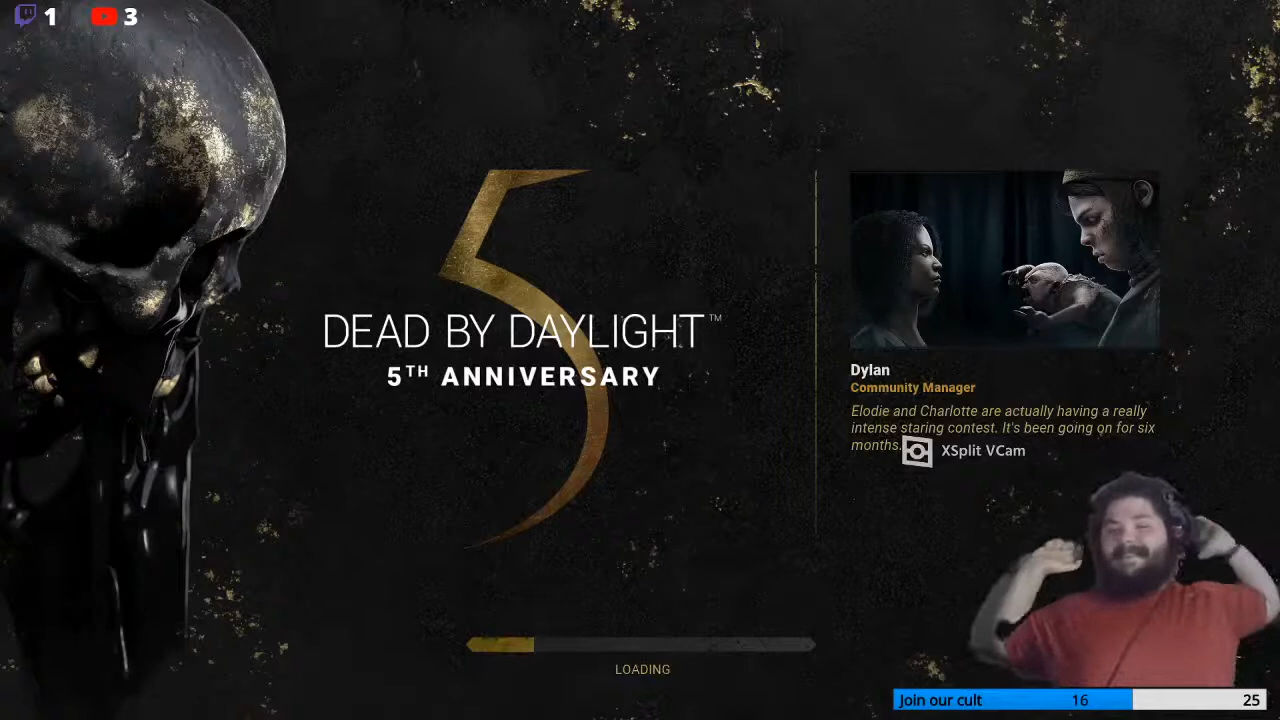 1 3
DEAD BY DAYLIGHT™
5TH ANNIVERSARY
Dylan
Community Manager
Elodie and Charlotte are actually having a really
intense staring contest. It's been going on for six
months.
XSplit VCam
LOADING
Join our cult 16 25